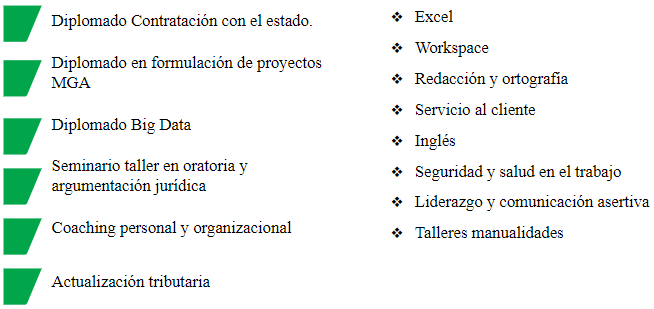 Diplomado Contratación con el estado.
Diplomado en formulación de proyectos
MGA
Diplomado Big Data
Seminario taller en oratoria y
argumentación jurídica
Coaching personal y organizacional
Actualización tributaria
Excel
Workspace
Redacción y ortografía
Servicio al cliente
Inglés
Seguridad y salud en el trabajo
Liderazgo y comunicación asertiva
Talleres manualidades